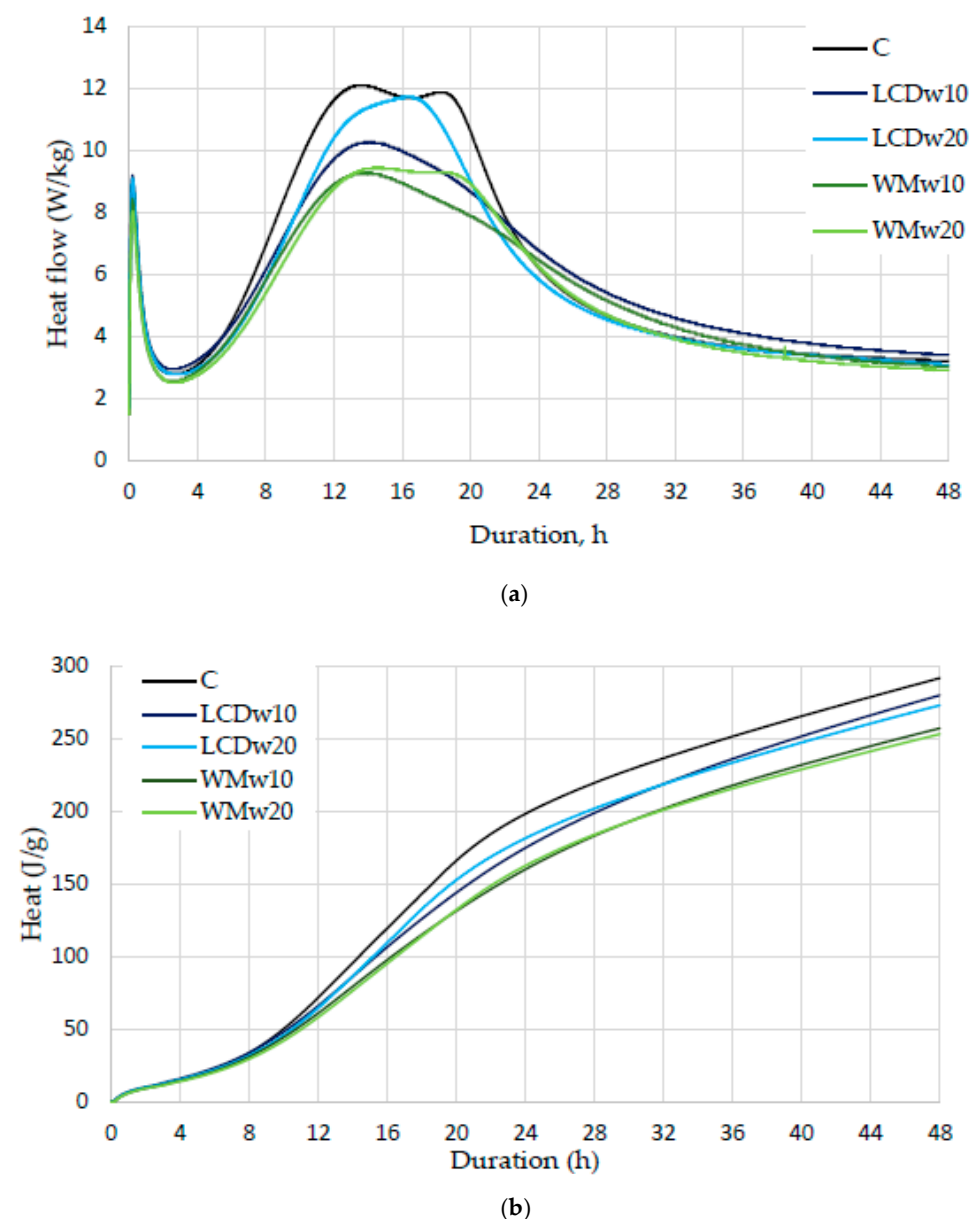 14
12
10
8
6
4
2
0
Heat flow (W/kg)
C
LCDw10
LCDw20
WMw10
WMw20
0 4 8 12 16 20 24 28 32 36 40 44 48
Duration, h
(a)
300
250
200
150
100
50
0
Heat (J/g)
C
LCDw10
LCDw20
WMw10
WMw20
0 4 8 12 16 20 24 28 32 36 40 44 48
Duration (h)
(b)